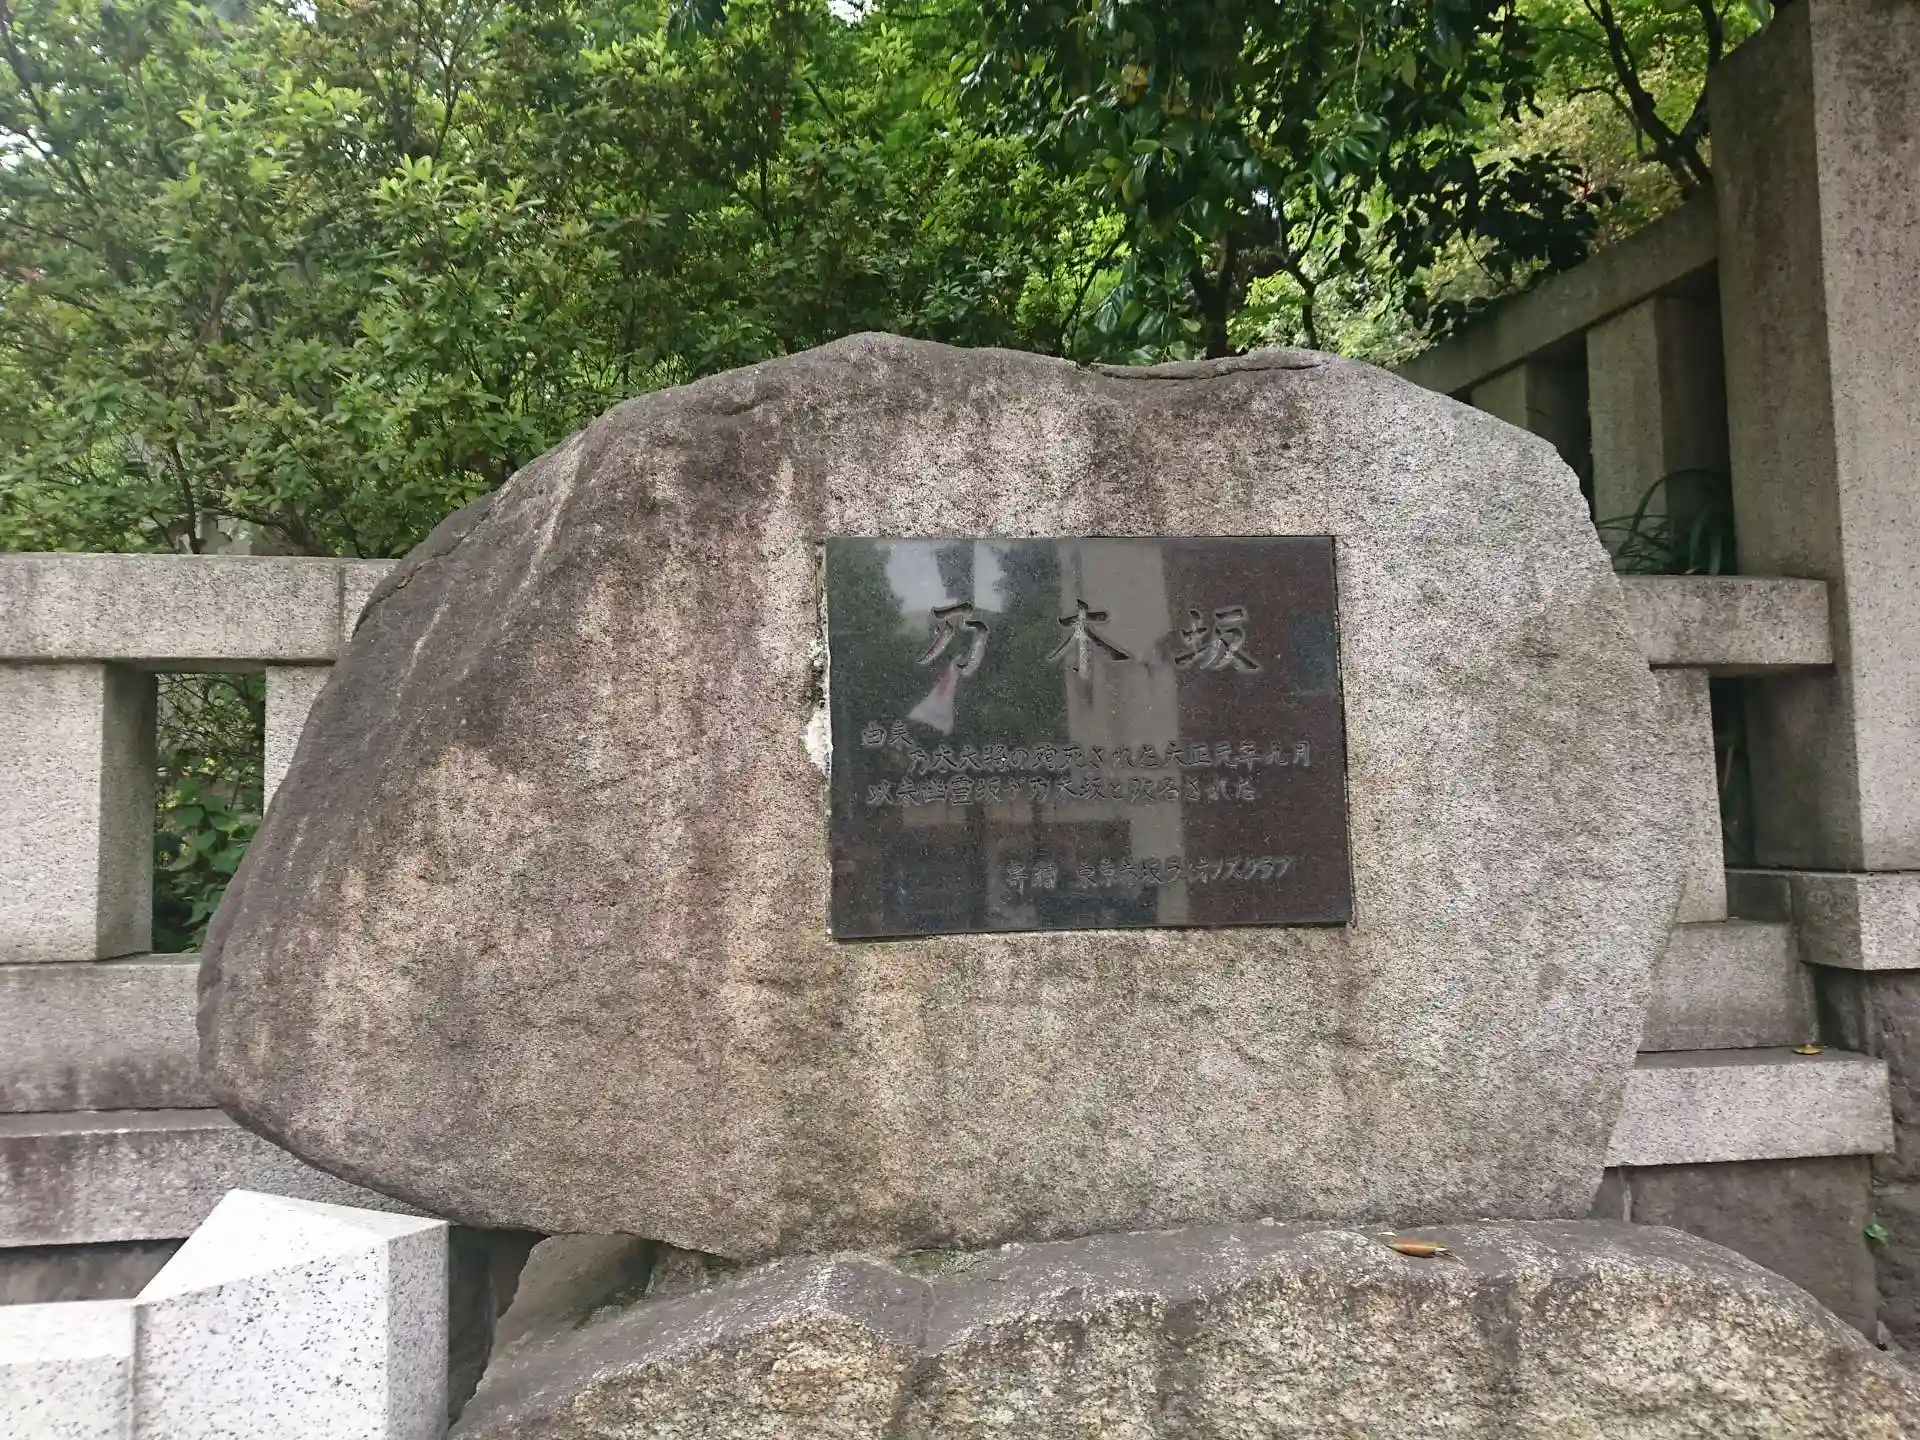 乃木坂
由来
乃木大将の殉死された大正元年九月
以来幽霊坂が乃木坂と改名された
寄贈 東京赤坂ライオンズクラブ